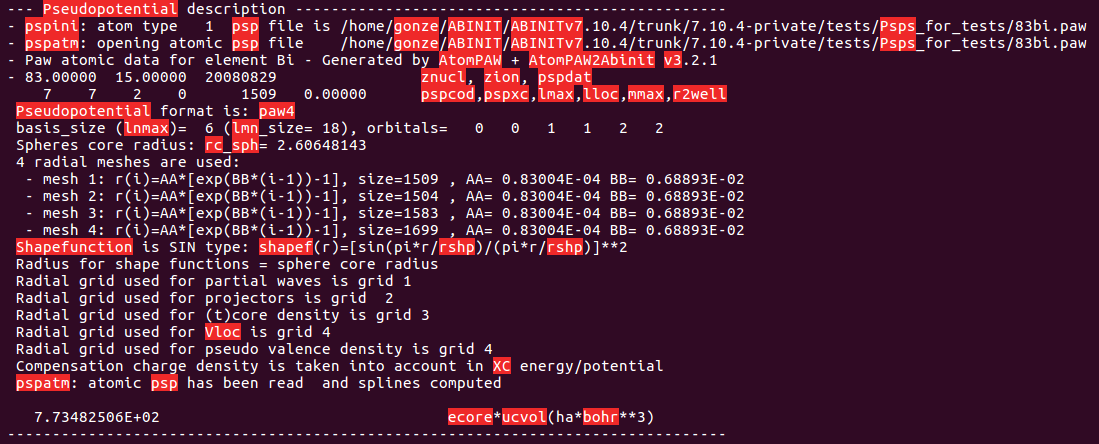 --- Pseudopotential description ------------------------------------------------
- pspini: atom type   1  psp file is /home/gonze/ABINIT/ABINITv7.10.4/trunk/7.10.4-private/tests/Psps_for_tests/83bi.paw
- pspatm: opening atomic psp file    /home/gonze/ABINIT/ABINITv7.10.4/trunk/7.10.4-private/tests/Psps_for_tests/83bi.paw
- Paw atomic data for element Bi - Generated by AtomPAW + AtomPAW2Abinit v3.2.1
- 83.00000  15.00000  20080829                znucl, zion, pspdat
    7    7    2    0      1509   0.00000      pspcod,pspxc,lmax,lloc,mmax,r2well
 Pseudopotential format is: paw4
 basis_size (lnmax)=  6 (lmn_size= 18), orbitals=   0   0   1   1   2   2
 Spheres core radius: rc_sph= 2.60648143
 4 radial meshes are used:
  - mesh 1: r(i)=AA*[exp(BB*(i-1))-1], size=1509 , AA= 0.83004E-04 BB= 0.68893E-02
  - mesh 2: r(i)=AA*[exp(BB*(i-1))-1], size=1504 , AA= 0.83004E-04 BB= 0.68893E-02
  - mesh 3: r(i)=AA*[exp(BB*(i-1))-1], size=1583 , AA= 0.83004E-04 BB= 0.68893E-02
  - mesh 4: r(i)=AA*[exp(BB*(i-1))-1], size=1699 , AA= 0.83004E-04 BB= 0.68893E-02
 Shapefunction is SIN type: shapef(r)=[sin(pi*r/rshp)/(pi*r/rshp)]**2
 Radius for shape functions = sphere core radius
 Radial grid used for partial waves is grid 1
 Radial grid used for projectors is grid  2
 Radial grid used for (t)core density is grid 3
 Radial grid used for Vloc is grid 4
 Radial grid used for pseudo valence density is grid 4
 Compensation charge density is taken into account in XC energy/potential
 pspatm: atomic psp has been read  and splines computed
   7.73482506E+02                                ecore*ucvol(ha*bohr**3)
--------------------------------------------------------------------------------